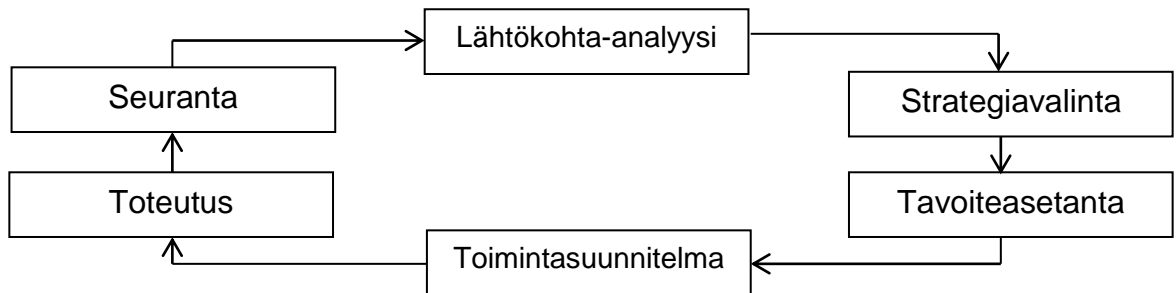 Lähtökohta-analyysi
Seuranta
Strategiavalinta
Toteutus
Tavoiteasetanta
Toimintasuunnitelma